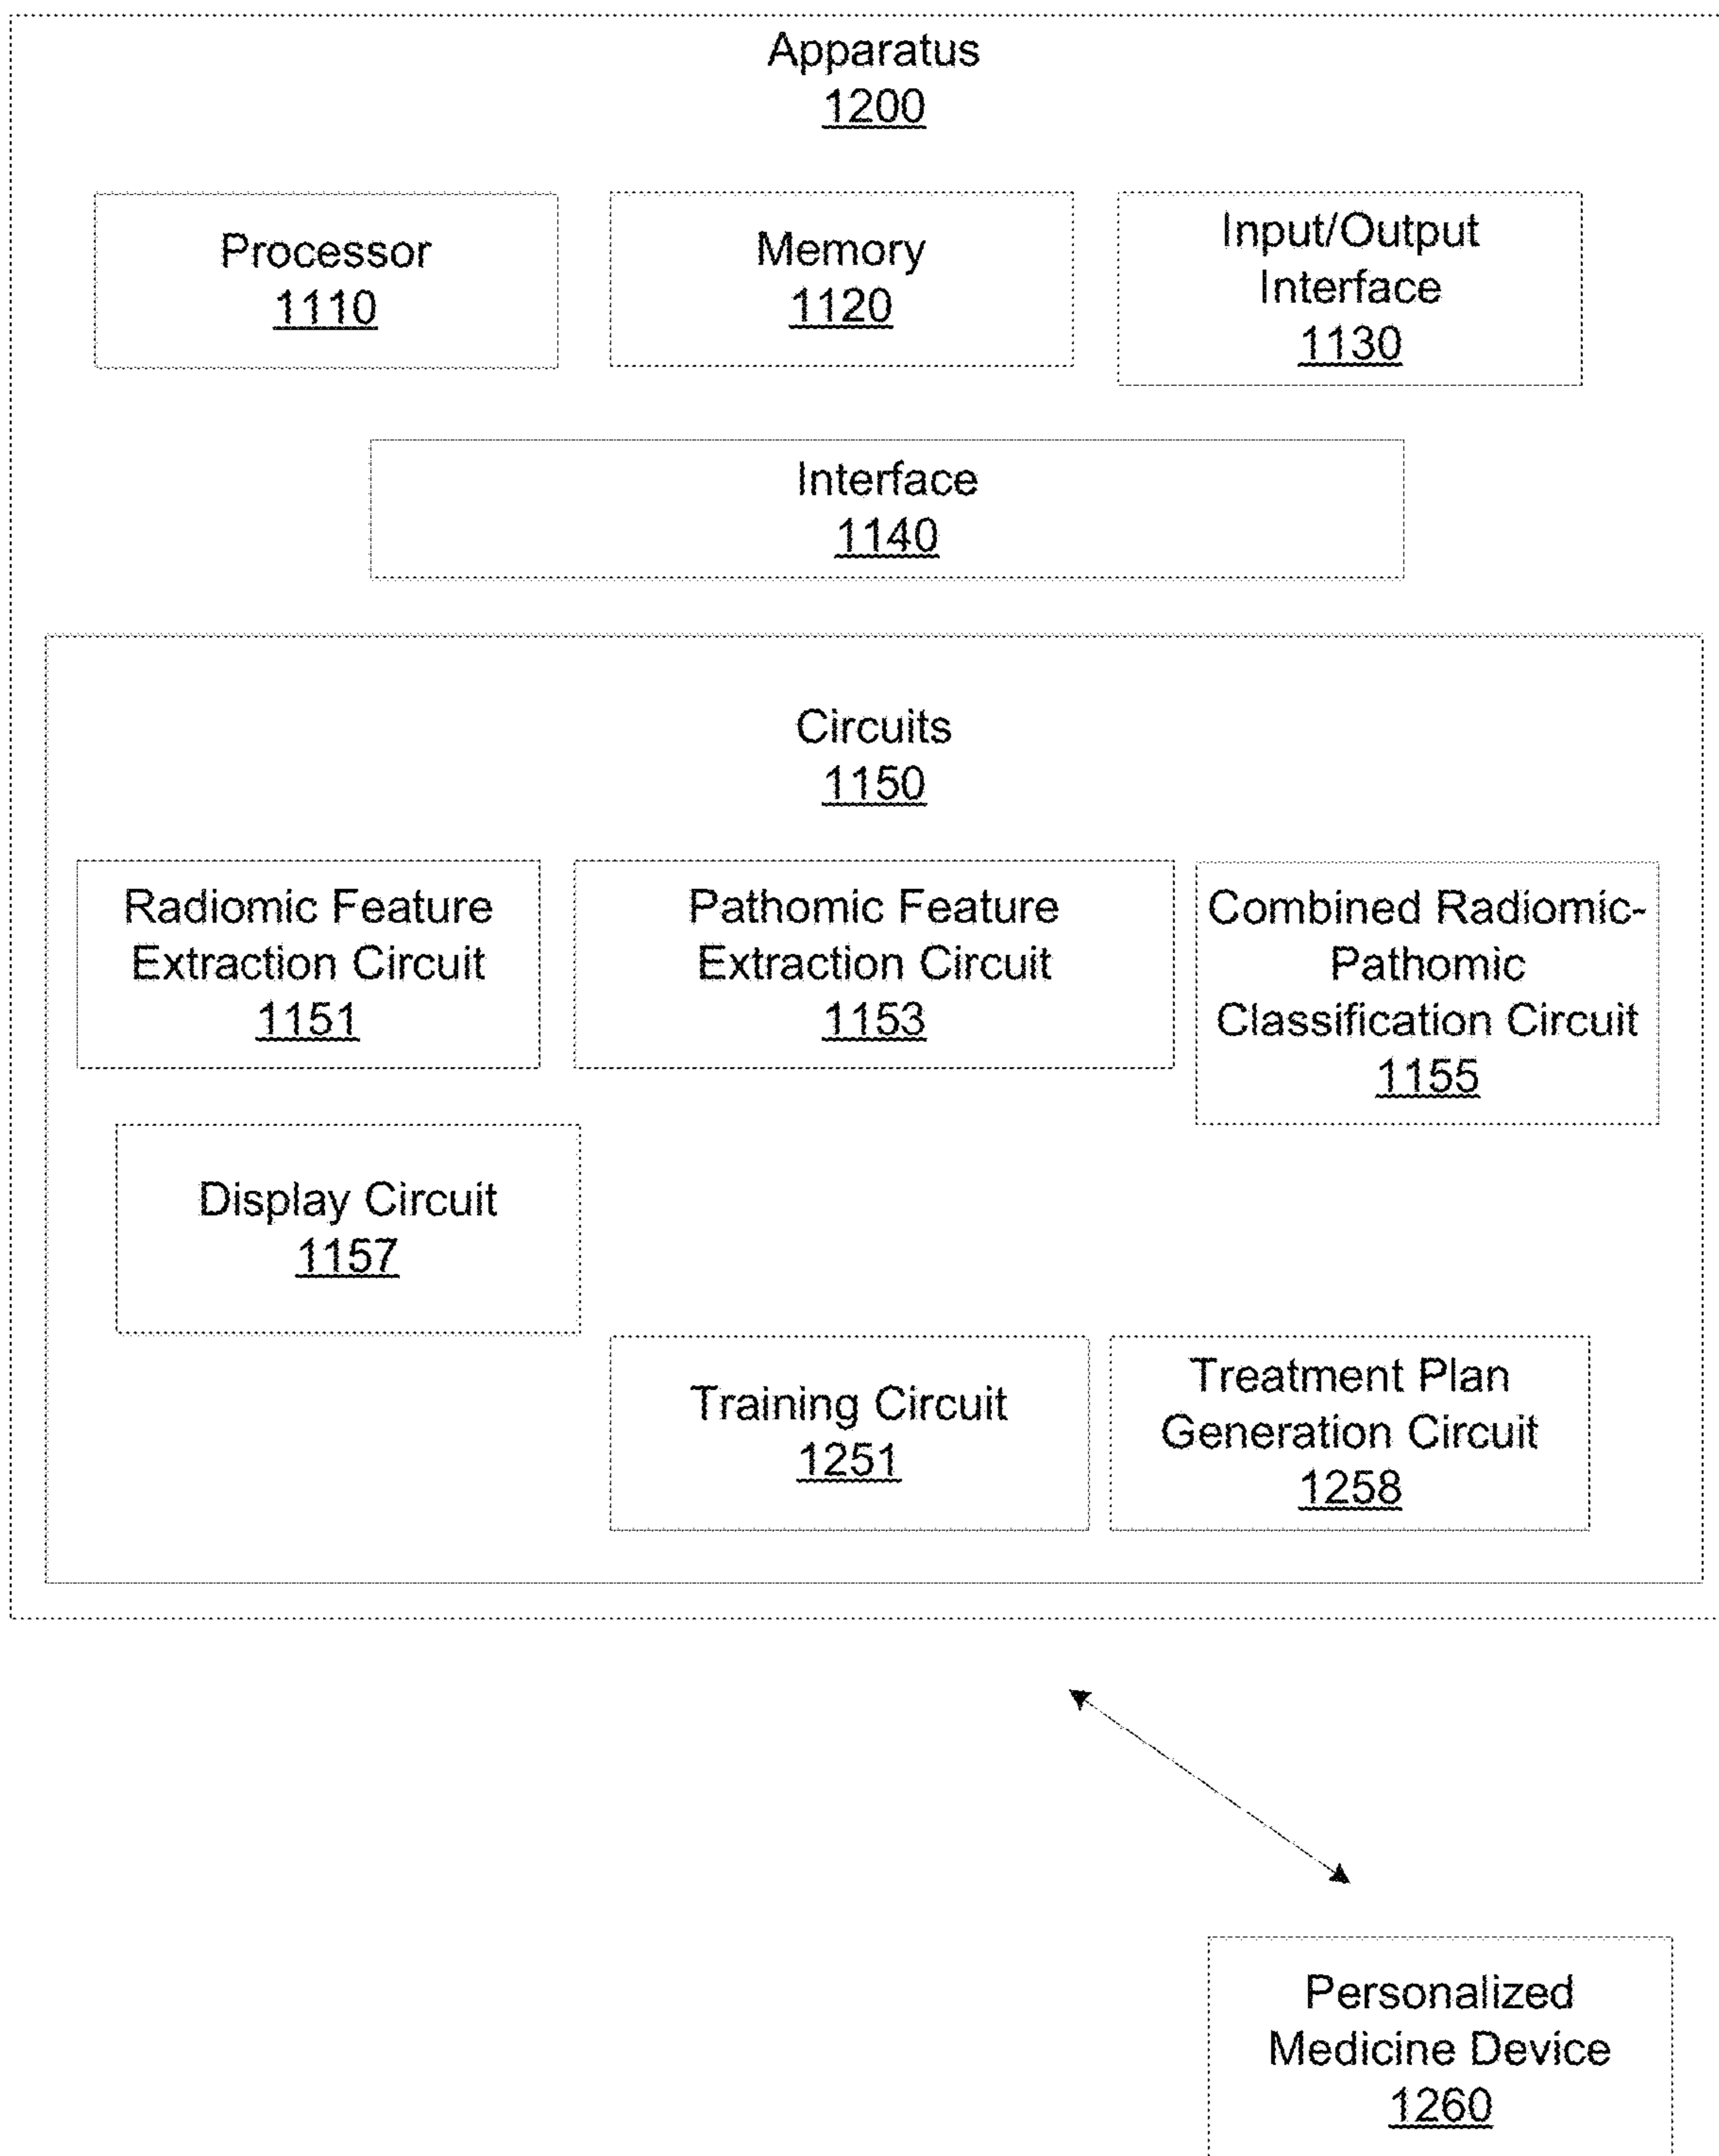 Apparatus
1200
Processor
1110
Memory
1120
Input/Output
Interface
1130
Interface
1140
Circuits
1150
Radiomic Feature
Extraction Circuit
1151
Pathomic Feature
Extraction Circuit
1153
Combined Radiomic-
Pathomic
Classification Circuit
1155
Display Circuit
1157
Training Circuit
1251
Treatment Plan
Generation Circuit
1258
Personalized
Medicine Device
1260